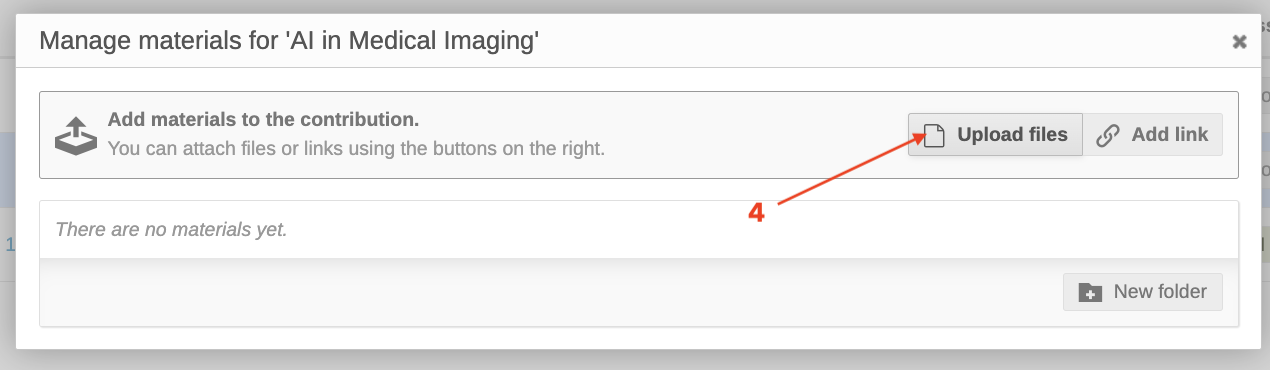 Manage materials for 'AI in Medical Imaging'
Add materials to the contribution.
You can attach files or links using the buttons on the right.
Upload files
Add link
4
There are no materials yet.
1
New folder